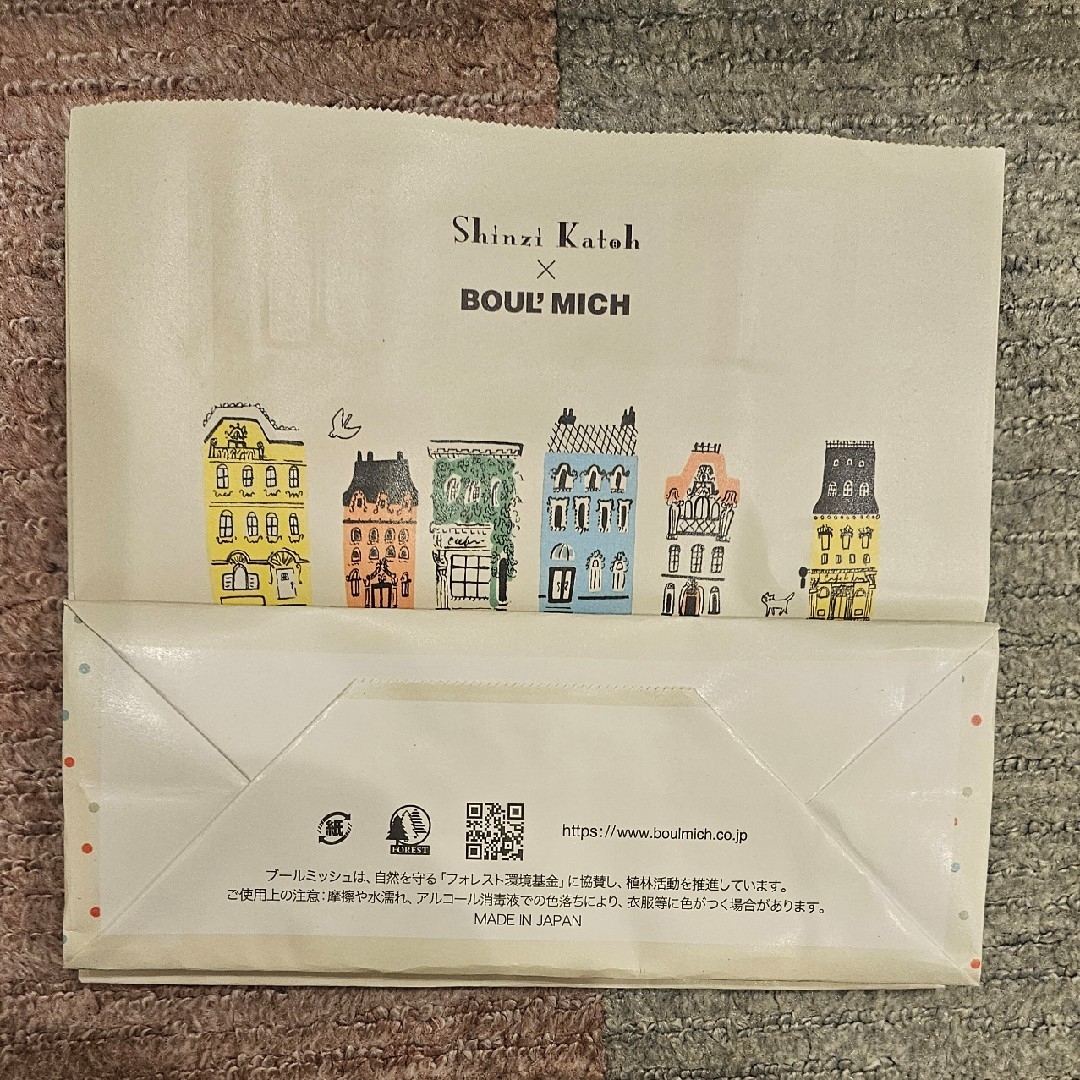 Shinzi Katoh
×
BOUL' MICH
cafe
紙
FOREST
https://www.boulmich.co.jp
ブールミッシュは、自然を守る「フォレスト環境基金」に協賛し、植林活動を推進しています。
ご使用上の注意：摩擦や水濡れ、アルコール消毒液での色落ちにより、衣服等に色がつく場合があります。
MADE IN JAPAN